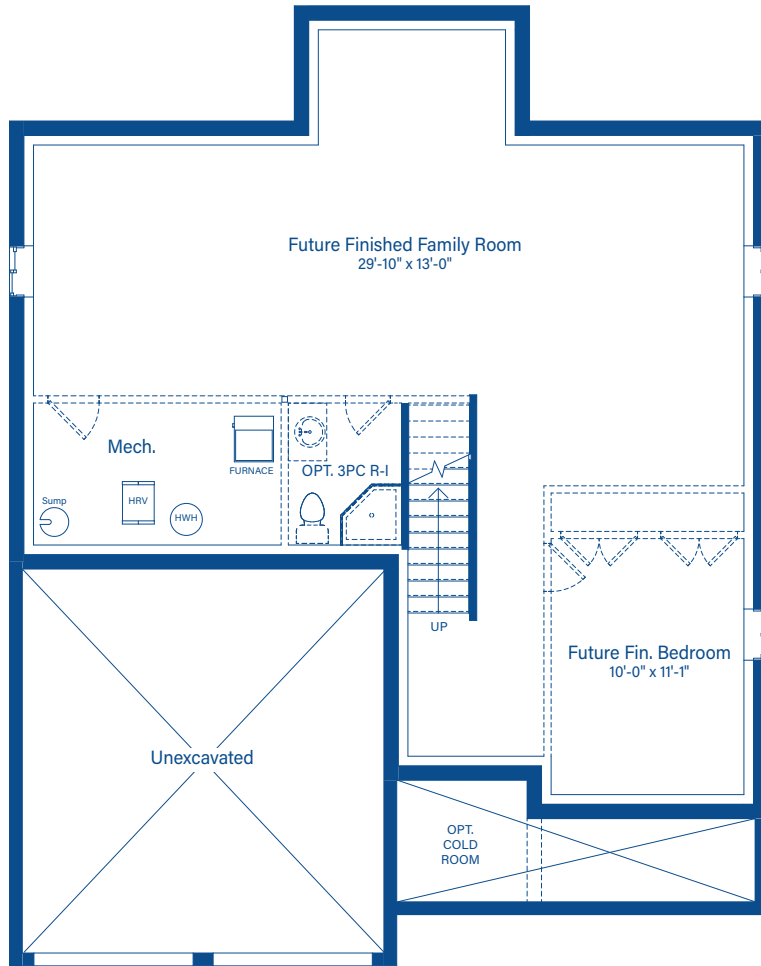 Future Finished Family Room
29'-10" x 13'-0"
Mech.
FURNACE
OPT. 3PC R-I
Sump
HRV
HWH
UP
Future Fin. Bedroom
10'-0" x 11'-1"
Unexcavated
OPT.
COLD
ROOM